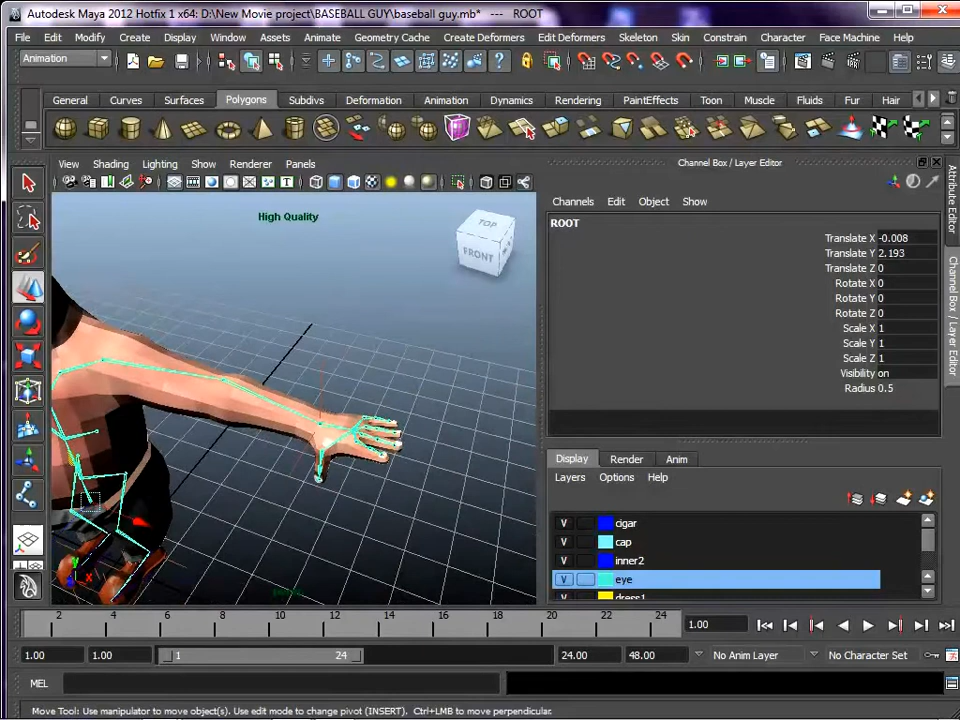 Autodesk Maya 2012 Hotfix 1 x64: D:\New Movie project\BASEBALL GUY\baseball guy.mb* --- ROOT
File Edit Modify Create Display Window Assets Animate Geometry Cache Create Deformers Edit Deformers Skeleton Skin Constrain Character Face Machine Help
Animation
General Curves Surfaces Polygons Subdivs Deformation Animation Dynamics Rendering PaintEffects Toon Muscle Fluids Fur Hair
View Shading Lighting Show Renderer Panels
Channel Box / Layer Editor
High Quality
TOP
FRONT
Channels Edit Object Show
ROOT
Translate X -0.008
Translate Y 2.193
Translate Z 0
Rotate X 0
Rotate Y 0
Rotate Z 0
Scale X 1
Scale Y 1
Scale Z 1
Visibility on
Radius 0.5
Attribute Editor
Channel Box / Layer Editor
Display Render Anim
Layers Options Help
V cigar
V cap
V inner2
V eye
V dress1
Y
X
persp
2 4 6 8 10 12 14 16 18 20 22 24 1.00
1.00 1.00 1 24 24.00 48.00 No Anim Layer No Character Set
MEL
Move Tool: Use manipulator to move object(s). Use edit mode to change pivot (INSERT). Ctrl+LMB to move perpendicular.